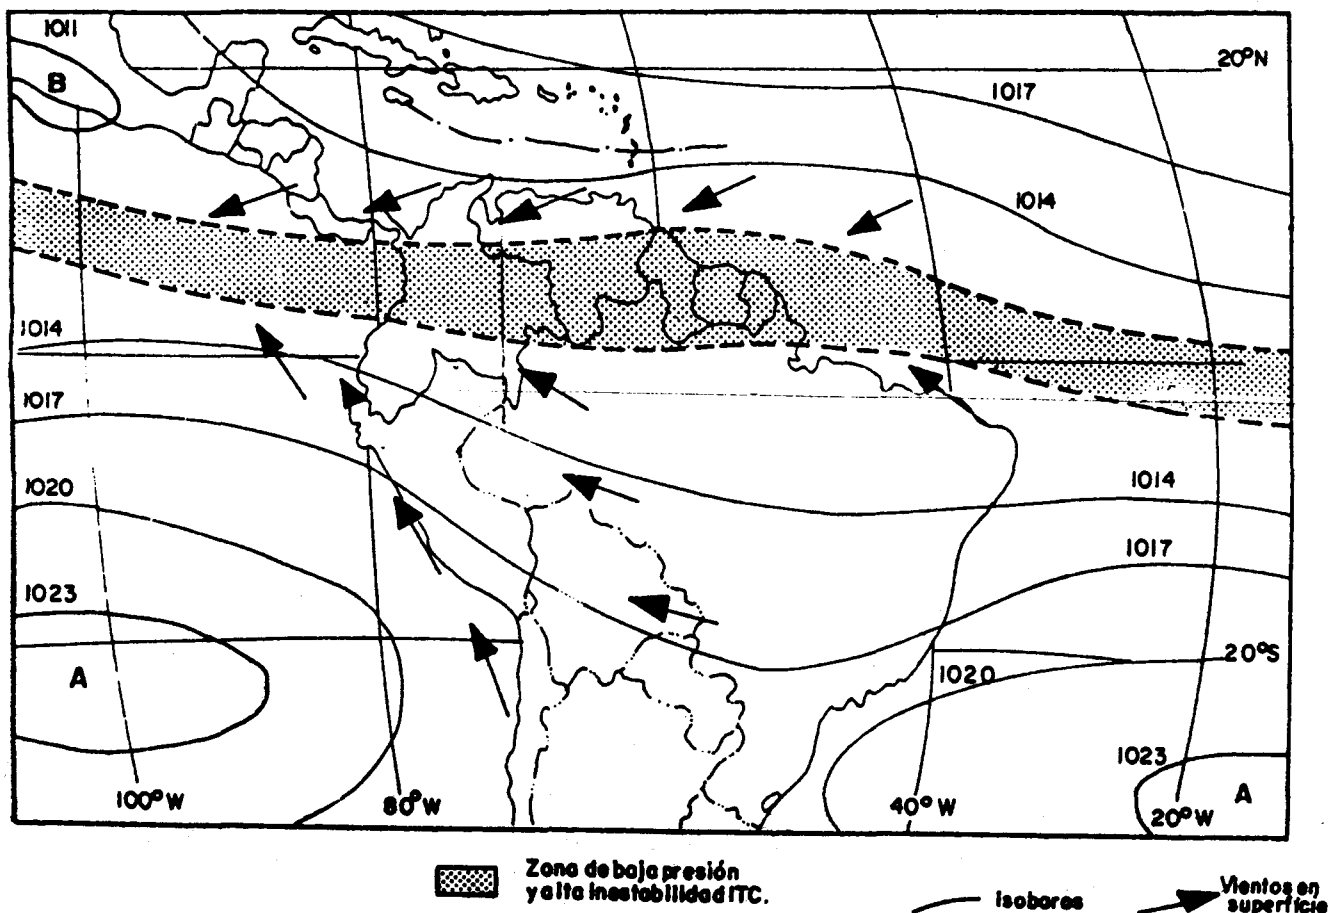 1011
B
20°N
1017
1014
1014
1017
1020
1014
1017
1023
A
20°S
1020
1023
A
100°W
80°W
40°W
20°W
Zona de baja presión
y alta inestabilidad ITC.
Isobaras
Vientos en
superficie